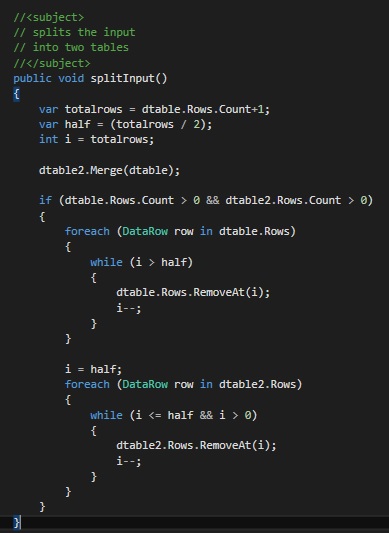 //<subject>
// splits the input
// into two tables
//</subject>
public void splitInput()
{
    var totalrows = dtable.Rows.Count+1;
    var half = (totalrows / 2);
    int i = totalrows;

    dtable2.Merge(dtable);

    if (dtable.Rows.Count > 0 && dtable2.Rows.Count > 0)
    {
        foreach (DataRow row in dtable.Rows)
        {
            while (i > half)
            {
                dtable.Rows.RemoveAt(i);
                i--;
            }
        }

        i = half;
        foreach (DataRow row in dtable2.Rows)
        {
            while (i <= half && i > 0)
            {
                dtable2.Rows.RemoveAt(i);
                i--;
            }
        }
    }
}